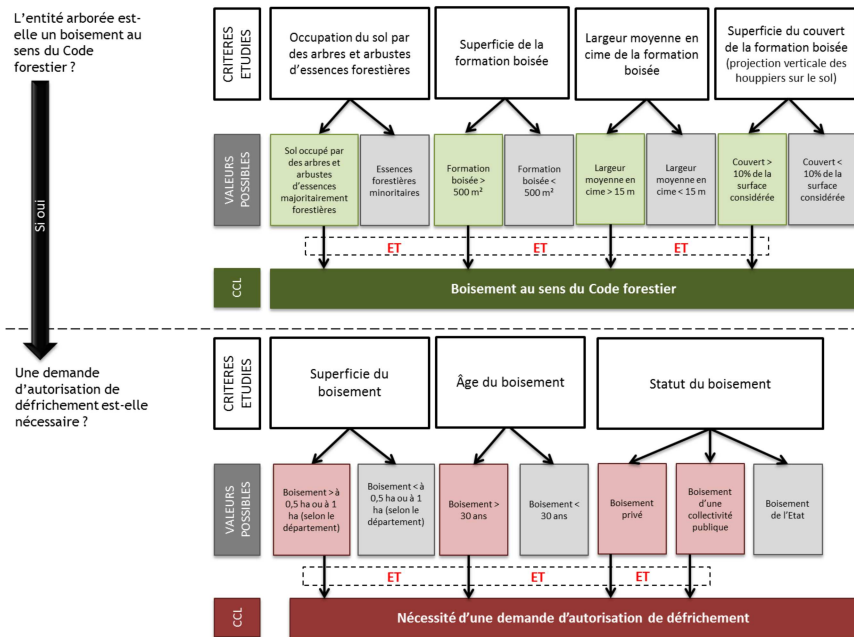 L'entité arborée est-
elle un boisement au
sens du Code
forestier ?
Si oui
CRITERES
ETUDIES
Occupation du sol par
des arbres et arbustes
d'essences forestières
Superficie de la
formation boisée
Largeur moyenne en
cime de la formation
boisée
Superficie du couvert
de la formation boisée
(projection verticale des
houppiers sur le sol)
VALEURS
POSSIBLES
Sol occupé par
des arbres et
arbustes
d'essences
majoritairement
forestières
Essences
forestières
minoritaires
Formation
boisée >
500 m²
Formation
boisée <
500 m²
Largeur
moyenne en
cime > 15 m
Largeur
moyenne en
cime < 15 m
Couvert >
10% de la
surface
considérée
Couvert <
10% de la
surface
considérée
ET
ET
ET
CCL
Boisement au sens du Code forestier
Une demande
d'autorisation de
défrichement est-elle
nécessaire ?
CRITERES
ETUDIES
Superficie du
boisement
Âge du boisement
Statut du boisement
VALEURS
POSSIBLES
Boisement > à
0,5 ha ou à 1
ha (selon le
département)
Boisement < à
0,5 ha ou à 1
ha (selon le
département)
Boisement >
30 ans
Boisement <
30 ans
Boisement
privé
Boisement
d'une
collectivité
publique
Boisement
de l'Etat
ET
ET
ET
CCL
Nécessité d'une demande d'autorisation de défrichement